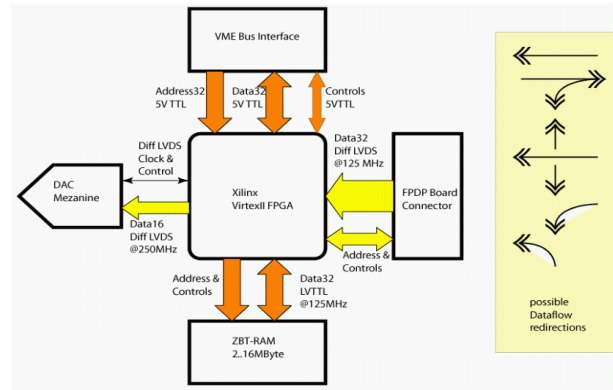 VME Bus Interface
Address32
5V TTL
Data32
5V TTL
Controls
5VTTL
Diff LVDS
Clock &
Control
Data32
Diff LVDS
@125 MHz
DAC
Mezanine
Xilinx
VirtexII FPGA
FPDP Board
Connector
Data16
Diff LVDS
@250MHz
Address &
Controls
Address &
Controls
Data32
LVTTL
@125MHz
ZBT-RAM
2..16MByte
possible
Dataflow
redirections